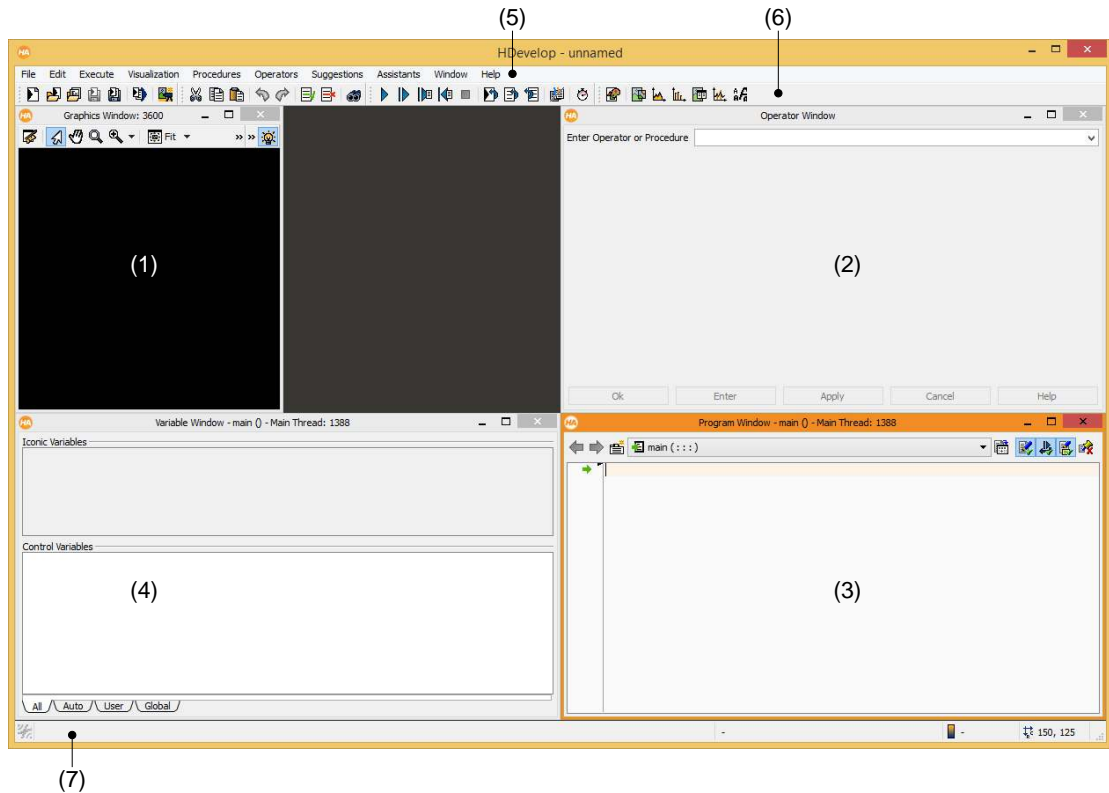 (5)
(6)
HDevelop - unnamed
File Edit Execute Visualization Procedures Operators Suggestions Assistants Window Help
Graphics Window: 3600
Operator Window
Fit
Enter Operator or Procedure
(1)
(2)
Ok Enter Apply Cancel Help
Variable Window - main () - Main Thread: 1388
Program Window - main () - Main Thread: 1388
Iconic Variables
main ( : : : )
Control Variables
(4)
(3)
All Auto User Global
- - 150, 125
(7)